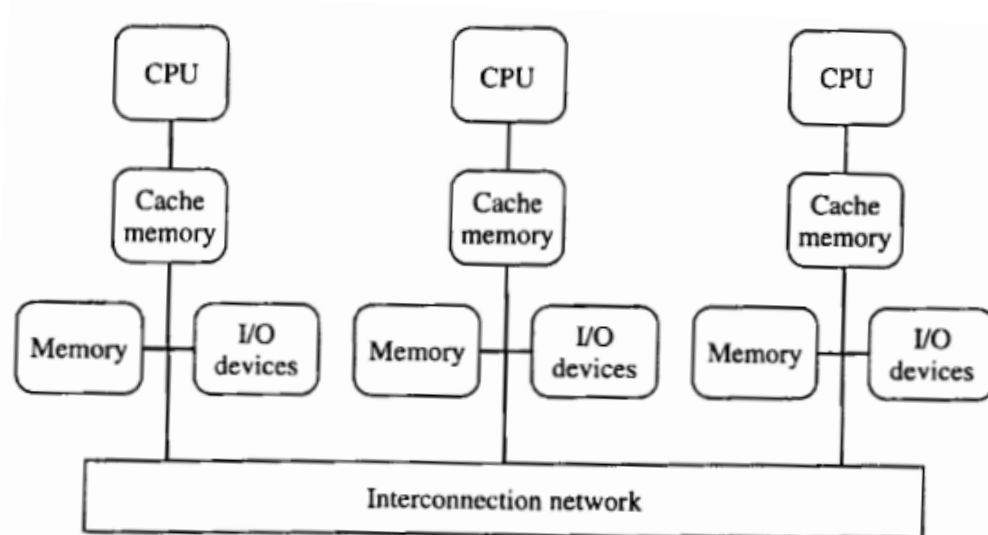 CPU
CPU
CPU
Cache
memory
Cache
memory
Cache
memory
Memory
I/O
devices
Memory
I/O
devices
Memory
I/O
devices
Interconnection network